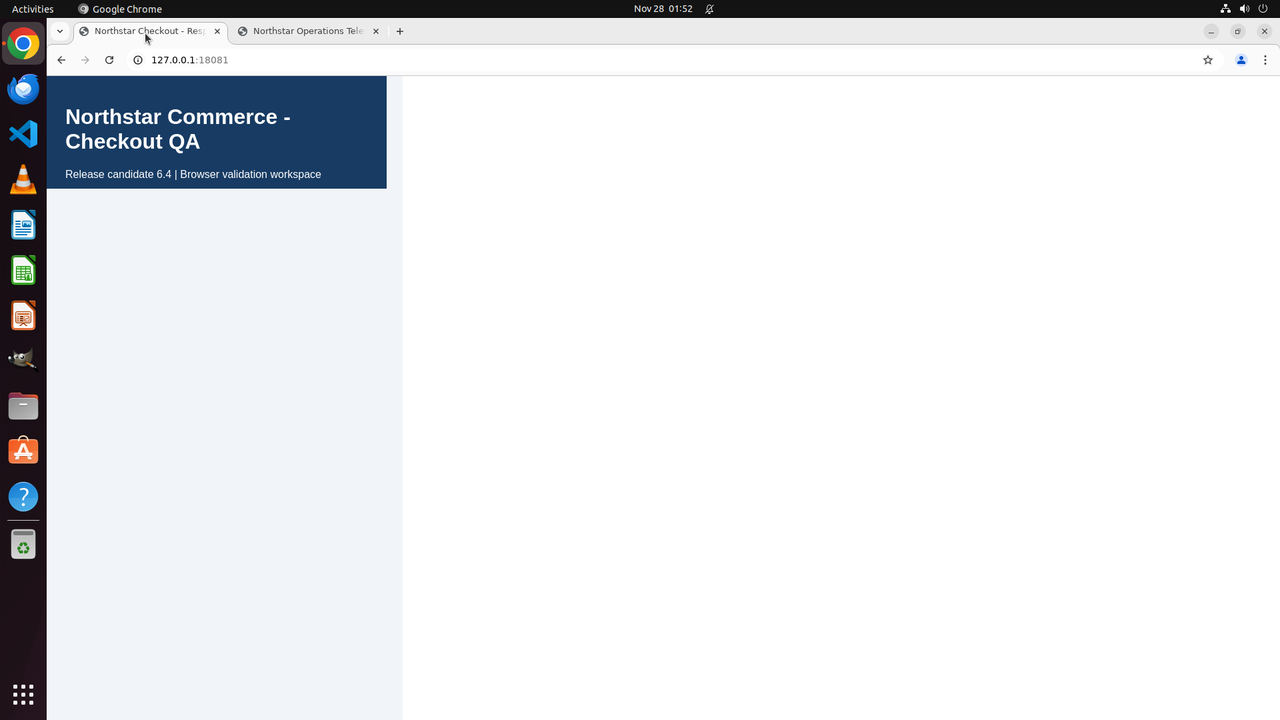 Activities
Google Chrome
Nov 28 01:52
Northstar Checkout - Res
Northstar Operations Tele
127.0.0.1:18081
Northstar Commerce -
Checkout QA
Release candidate 6.4 | Browser validation workspace